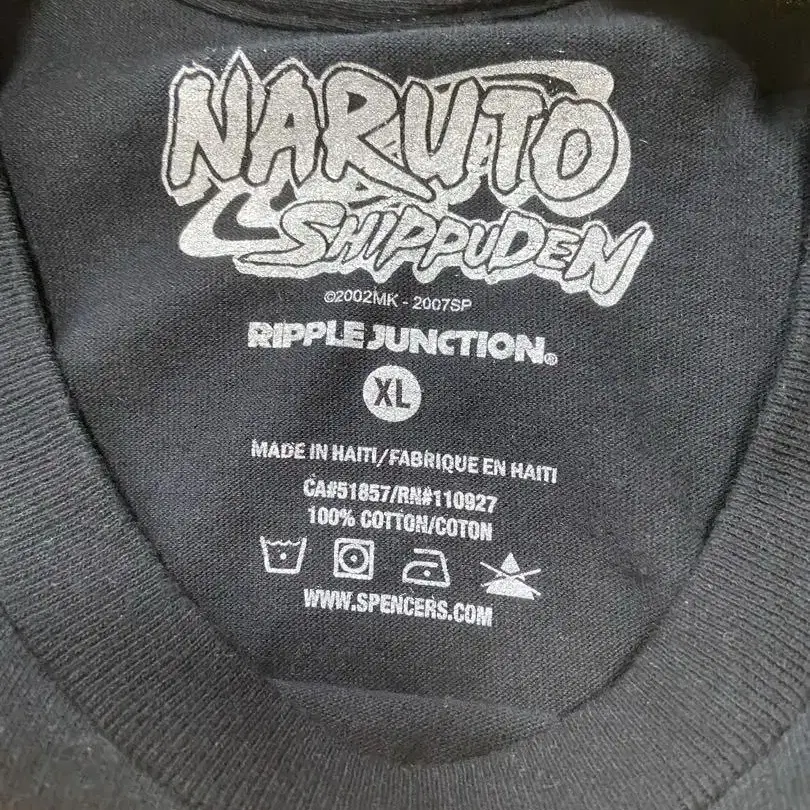 NARUTO
SHIPPUDEN
©2002MK - 2007SP
RIPPLE JUNCTION®
XL
MADE IN HAITI/FABRIQUE EN HAITI
CA#51857/RN#110927
100% COTTON/COTON
WWW.SPENCERS.COM